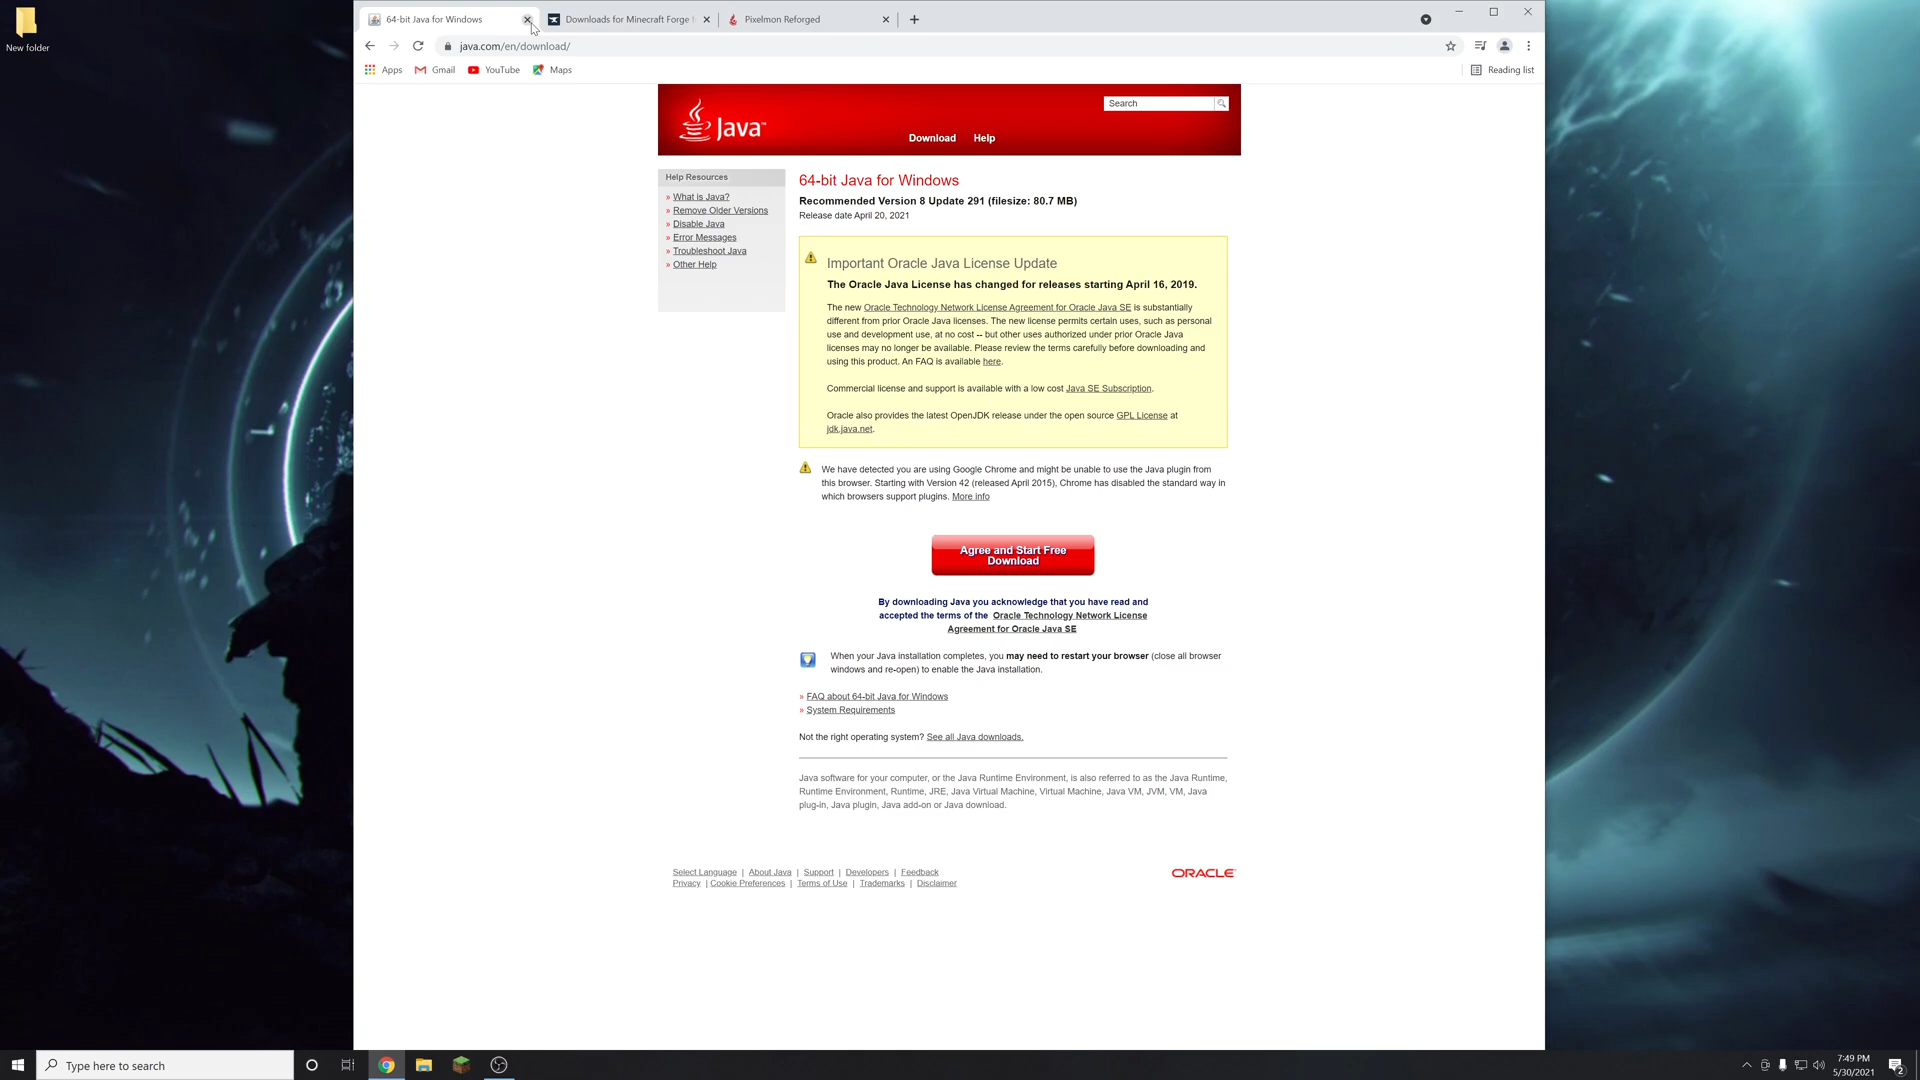 New folder
64-bit Java for Windows
Downloads for Minecraft Forge
Pixelmon Reforged
java.com/en/download/
Apps
Gmail
YouTube
Maps
Reading list
Java™
Search
Download
Help
Help Resources
» What is Java?
» Remove Older Versions
» Disable Java
» Error Messages
» Troubleshoot Java
» Other Help
64-bit Java for Windows
Recommended Version 8 Update 291 (filesize: 80.7 MB)
Release date April 20, 2021
Important Oracle Java License Update
The Oracle Java License has changed for releases starting April 16, 2019.
The new Oracle Technology Network License Agreement for Oracle Java SE is substantially
different from prior Oracle Java licenses. The new license permits certain uses, such as personal
use and development use, at no cost -- but other uses authorized under prior Oracle Java
licenses may no longer be available. Please review the terms carefully before downloading and
using this product. An FAQ is available here.
Commercial license and support is available with a low cost Java SE Subscription.
Oracle also provides the latest OpenJDK release under the open source GPL License at
jdk.java.net.
We have detected you are using Google Chrome and might be unable to use the Java plugin from
this browser. Starting with Version 42 (released April 2015), Chrome has disabled the standard way in
which browsers support plugins. More info
Agree and Start Free
Download
By downloading Java you acknowledge that you have read and
accepted the terms of the Oracle Technology Network License
Agreement for Oracle Java SE
When your Java installation completes, you may need to restart your browser (close all browser
windows and re-open) to enable the Java installation.
» FAQ about 64-bit Java for Windows
» System Requirements
Not the right operating system? See all Java downloads.
Java software for your computer, or the Java Runtime Environment, is also referred to as the Java Runtime,
Runtime Environment, Runtime, JRE, Java Virtual Machine, Virtual Machine, Java VM, JVM, VM, Java
plug-in, Java plugin, Java add-on or Java download.
Select Language | About Java | Support | Developers | Feedback
Privacy | Cookie Preferences | Terms of Use | Trademarks | Disclaimer
ORACLE
Type here to search
7:49 PM
5/30/2021
2